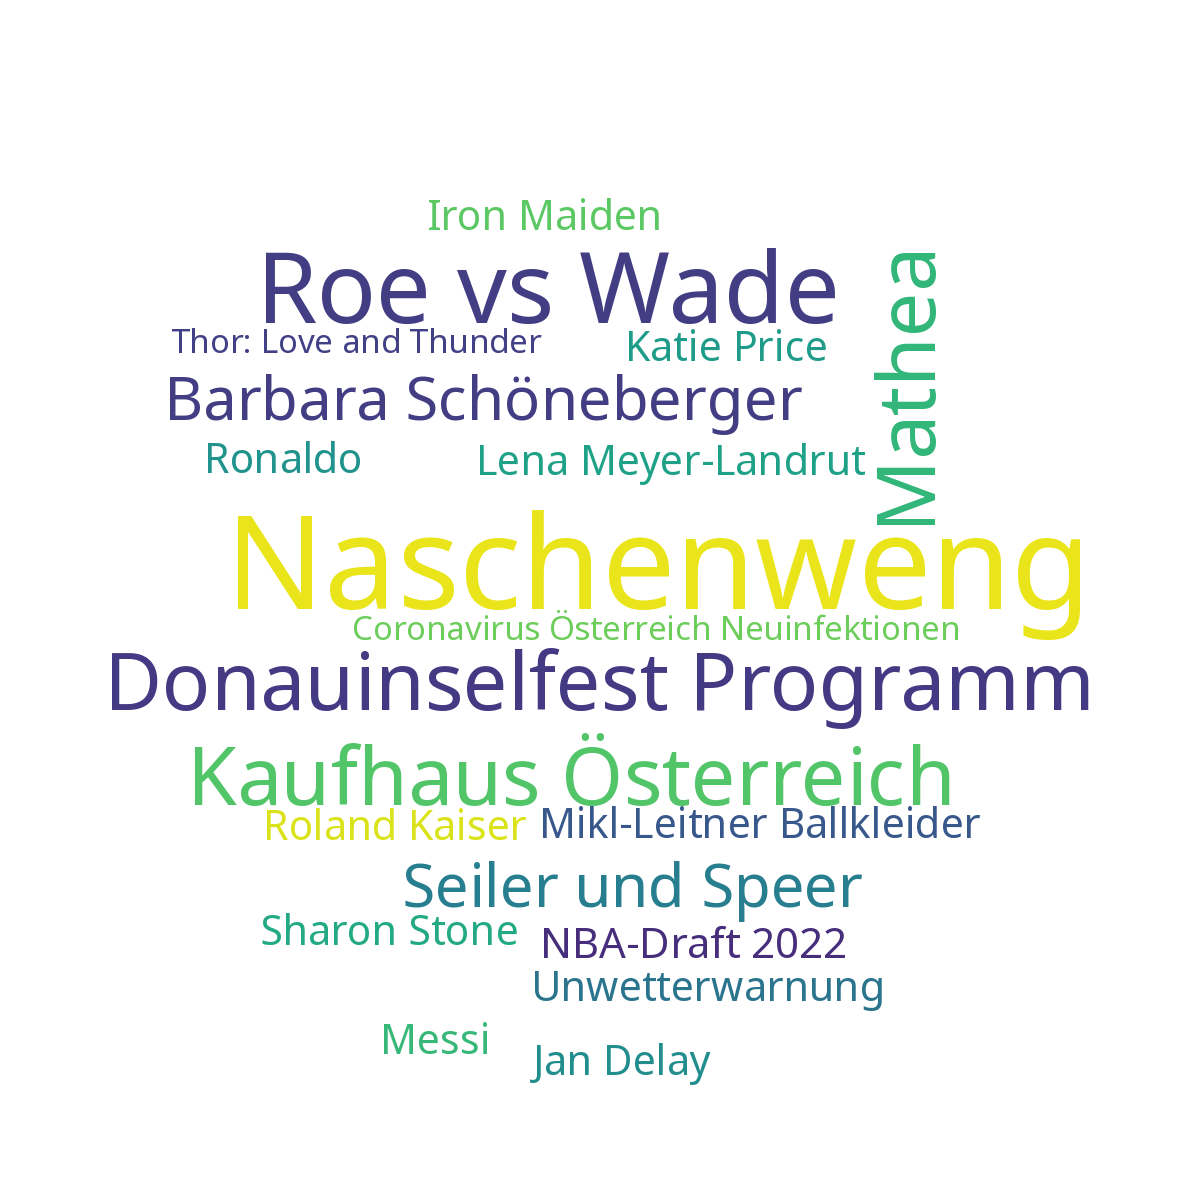 Iron Maiden
Roe vs Wade
Mathea
Thor: Love and Thunder
Katie Price
Barbara Schöneberger
Ronaldo
Lena Meyer-Landrut
Naschenweng
Coronavirus Österreich Neuinfektionen
Donauinselfest Programm
Kaufhaus Österreich
Roland Kaiser
Mikl-Leitner Ballkleider
Seiler und Speer
Sharon Stone
NBA-Draft 2022
Unwetterwarnung
Messi
Jan Delay